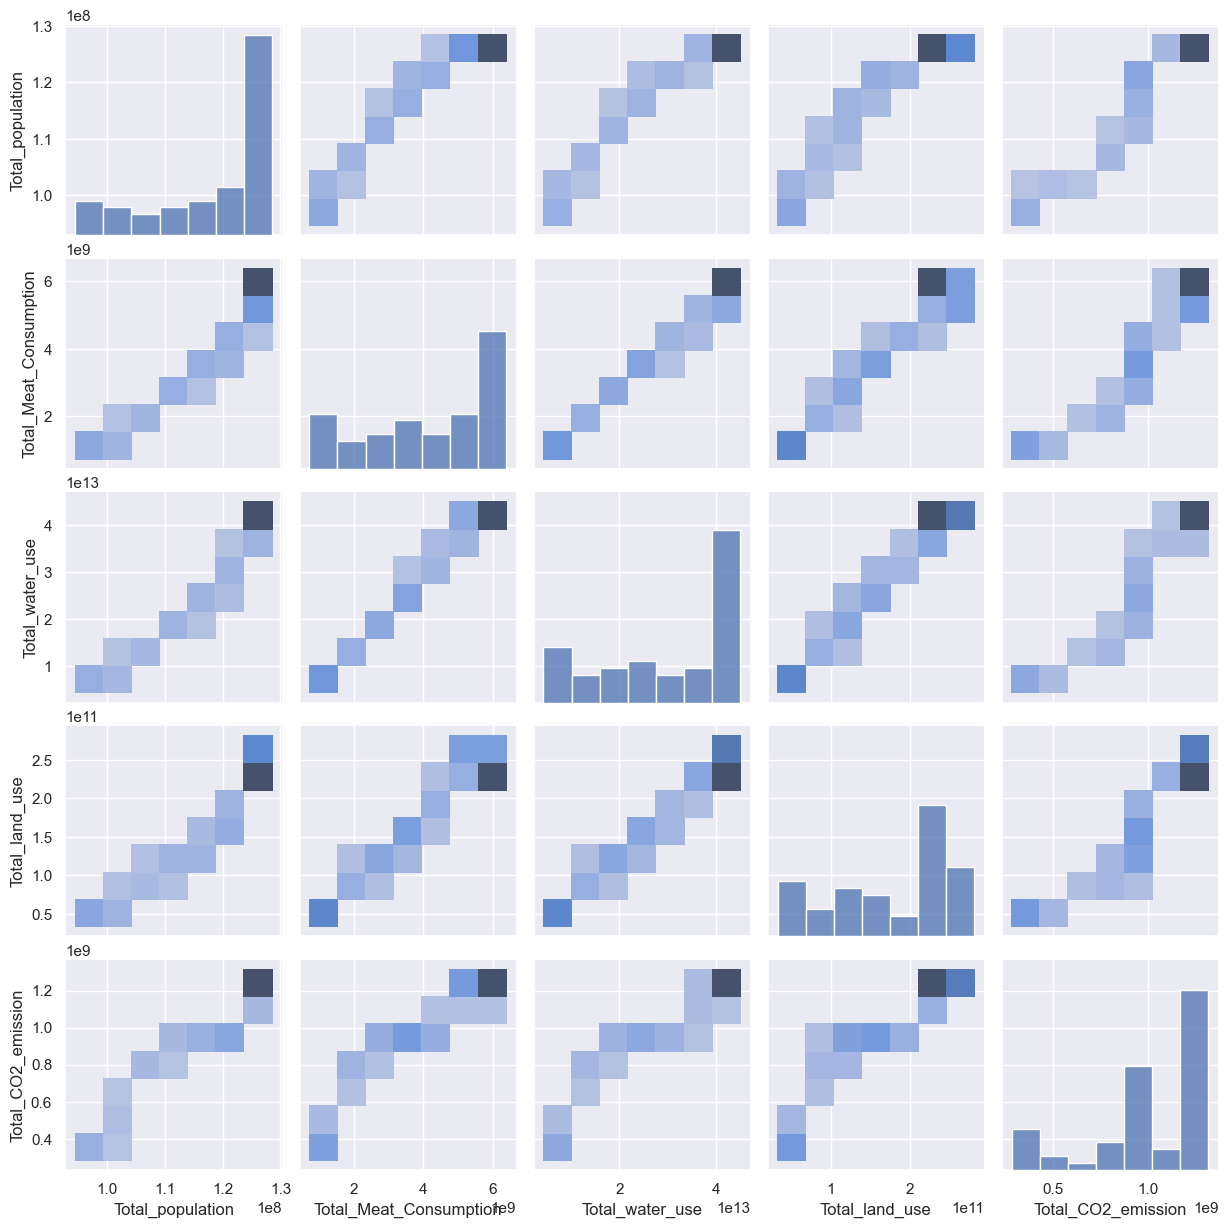 1e8
1.3
1.2
1.1
1.0
Total_population
1e9
6
4
2
Total_Meat_Consumption
1e13
4
3
2
1
Total_water_use
1e11
2.5
2.0
1.5
1.0
0.5
Total_land_use
1e9
1.2
1.0
0.8
0.6
0.4
Total_CO2_emission
1.0 1.1 1.2 1.3 2 4 6 2 4 1 2 0.5 1.0
Total_population 1e8 Total_Meat_Consumption 1e9 Total_water_use 1e13 Total_land_use 1e11 Total_CO2_emission 1e9